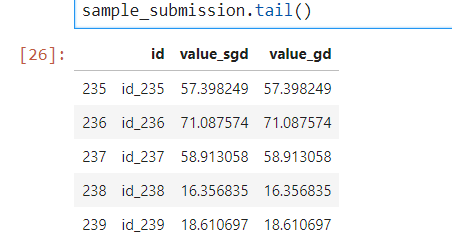 sample_submission.tail()
[26]:
id value_sgd value_gd
235 id_235 57.398249 57.398249
236 id_236 71.087574 71.087574
237 id_237 58.913058 58.913058
238 id_238 16.356835 16.356835
239 id_239 18.610697 18.610697